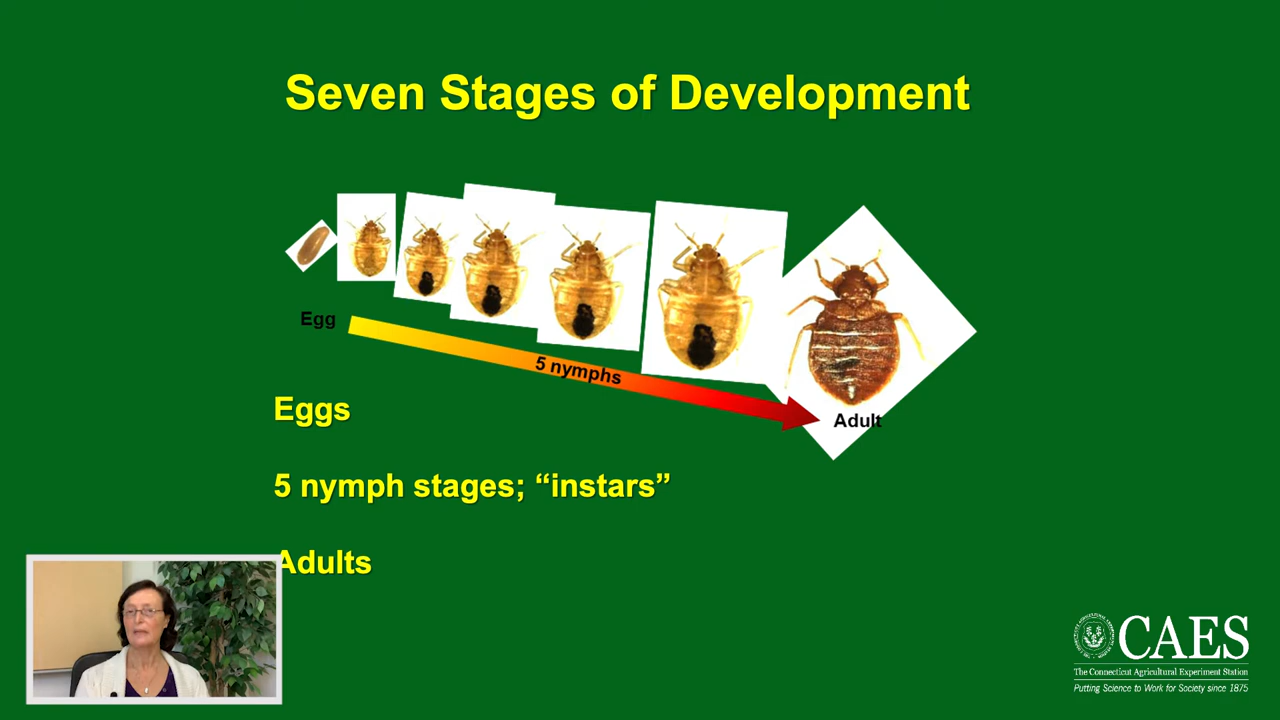 Seven Stages of Development
Egg
5 nymphs
Adult
Eggs
5 nymph stages; “instars”
Adults
CAES
The Connecticut Agricultural Experiment Station
Putting Science to Work for Society since 1875